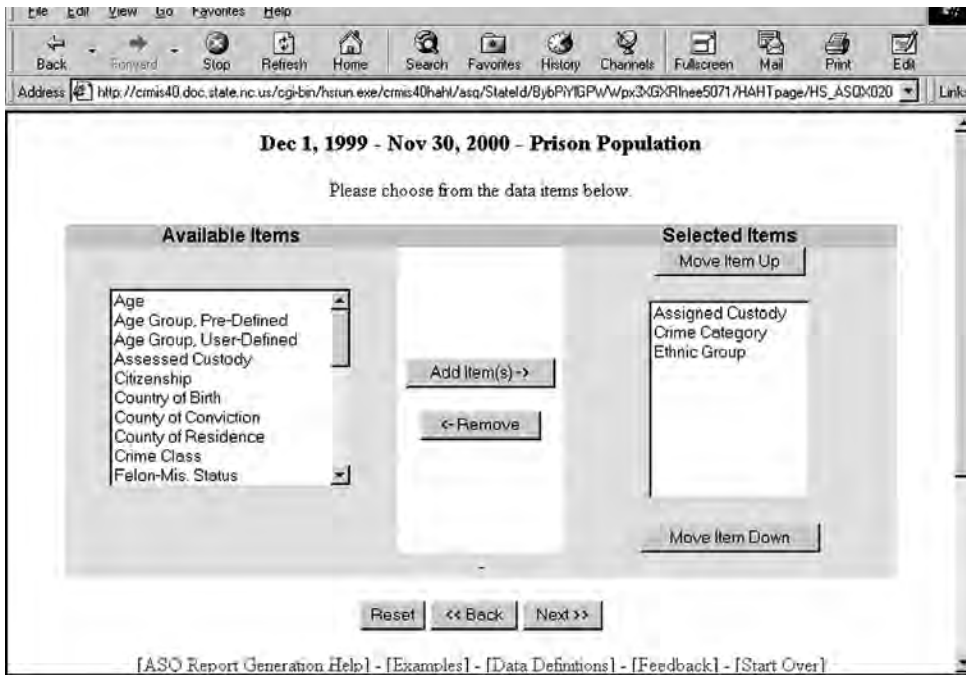 File Edit View Go Favorites Help
Back Forward Stop Refresh Home Search Favorites History Channels Fullscreen Mail Print Edit
Address http://crmis40.doc.state.nc.us/cgi-bin/hsrun.exe/crmis40haht/asq/StateId/BybPiYlGPWWpx3XGXRlnee5071/HAHTpage/HS_ASQX020 Links
Dec 1, 1999 - Nov 30, 2000 - Prison Population
Please choose from the data items below.
Available Items
Selected Items
Move Item Up
Age
Age Group, Pre-Defined
Age Group, User-Defined
Assessed Custody
Citizenship
Country of Birth
County of Conviction
County of Residence
Crime Class
Felon-Mis. Status
Add Item(s)->
<-Remove
Assigned Custody
Crime Category
Ethnic Group
Move Item Down
-
Reset << Back Next >>
[ASQ Report Generation Help] - [Examples] - [Data Definitions] - [Feedback] - [Start Over]